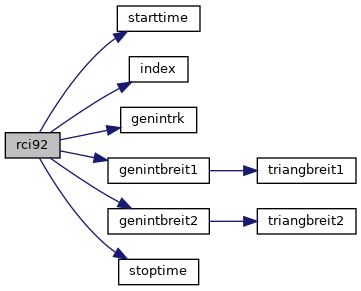 starttime
index
genintrk
rci92
genintbreit1
triangbreit1
genintbreit2
triangbreit2
stoptime